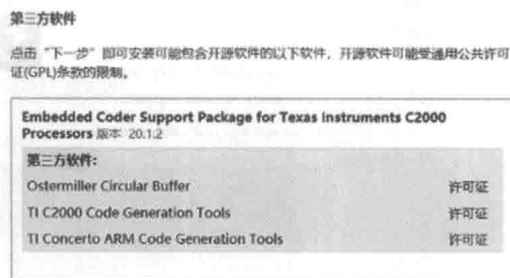 第三方软件
点击“下一步”即可安装可能包含开源软件的以下软件，开源软件可能受通用公共许可
证(GPL)条款的限制。
Embedded Coder Support Package for Texas Instruments C2000
Processors 版本 20.1.2
第三方软件:
Ostermiller Circular Buffer 许可证
TI C2000 Code Generation Tools 许可证
TI Concerto ARM Code Generation Tools 许可证